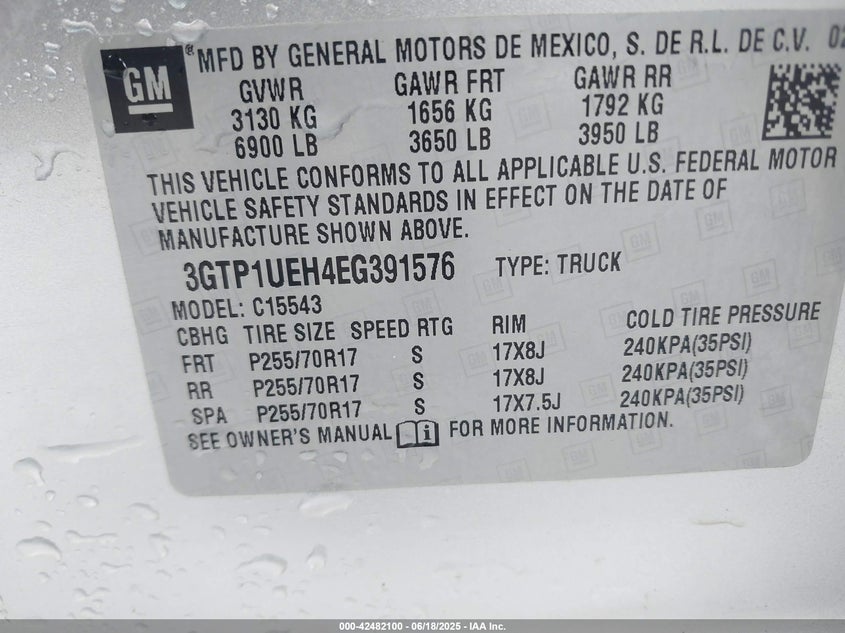 GM
® MFD BY GENERAL MOTORS DE MEXICO, S. DE R.L. DE C.V. 02
GVWR GAWR FRT GAWR RR
3130 KG 1656 KG 1792 KG
6900 LB 3650 LB 3950 LB
THIS VEHICLE CONFORMS TO ALL APPLICABLE U.S. FEDERAL MOTOR
VEHICLE SAFETY STANDARDS IN EFFECT ON THE DATE OF
MANUFACTURE SHOWN ABOVE.
3GTP1UEH4EG391576 TYPE: TRUCK
MODEL: C15543
CBHG TIRE SIZE SPEED RTG RIM COLD TIRE PRESSURE
FRT P255/70R17 S 17X8J 240KPA(35PSI)
RR P255/70R17 S 17X8J 240KPA(35PSI)
SPA P255/70R17 S 17X7.5J 240KPA(35PSI)
SEE OWNER'S MANUAL i FOR MORE INFORMATION.
000-42482100 - 06/18/2025 - IAA Inc.